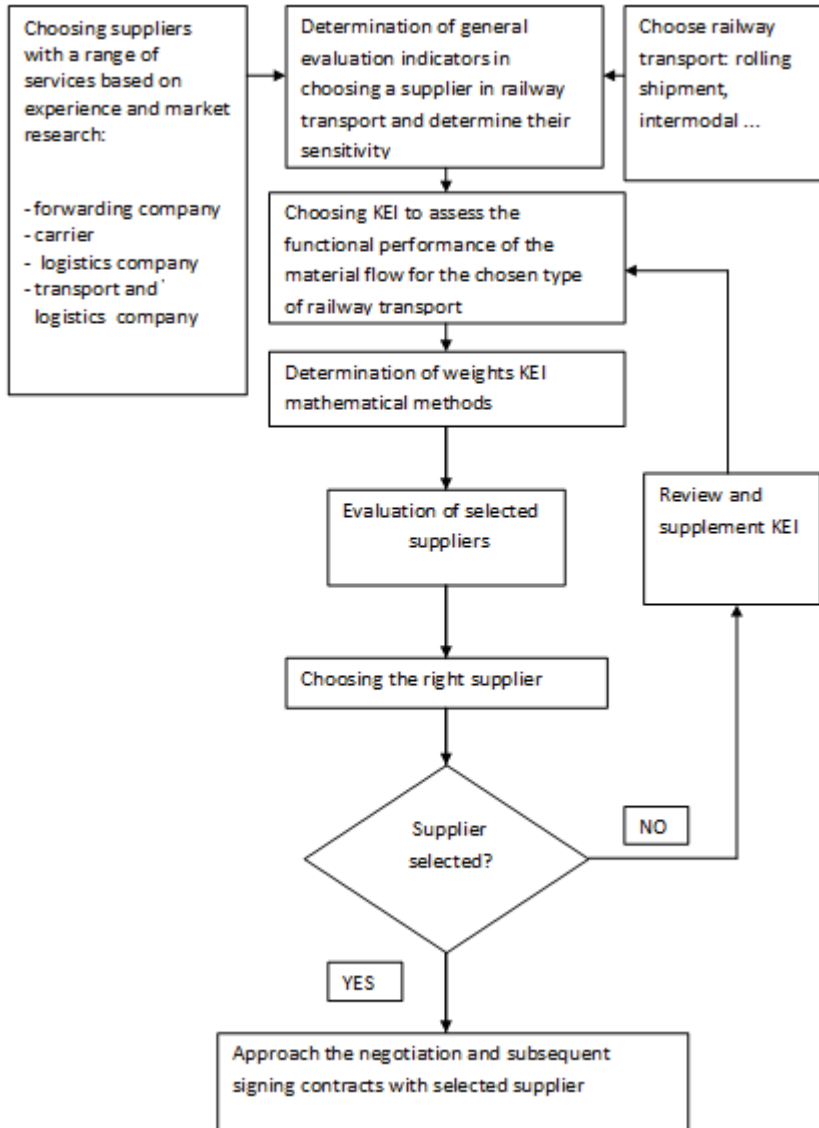 Choosing suppliers
with a range of
services based on
experience and market
research:
- forwarding company
- carrier
- logistics company
- transport and'
logistics company
Determination of general
evaluation indicators in
choosing a supplier in railway
transport and determine their
sensitivity
Choose railway
transport: rolling
shipment,
intermodal ...
Choosing KEI to assess the
functional performance of the
material flow for the chosen type
of railway transport
Determination of weights KEI
mathematical methods
Evaluation of selected
suppliers
Review and
supplement KEI
Choosing the right supplier
Supplier
selected?
NO
YES
Approach the negotiation and subsequent
signing contracts with selected supplier